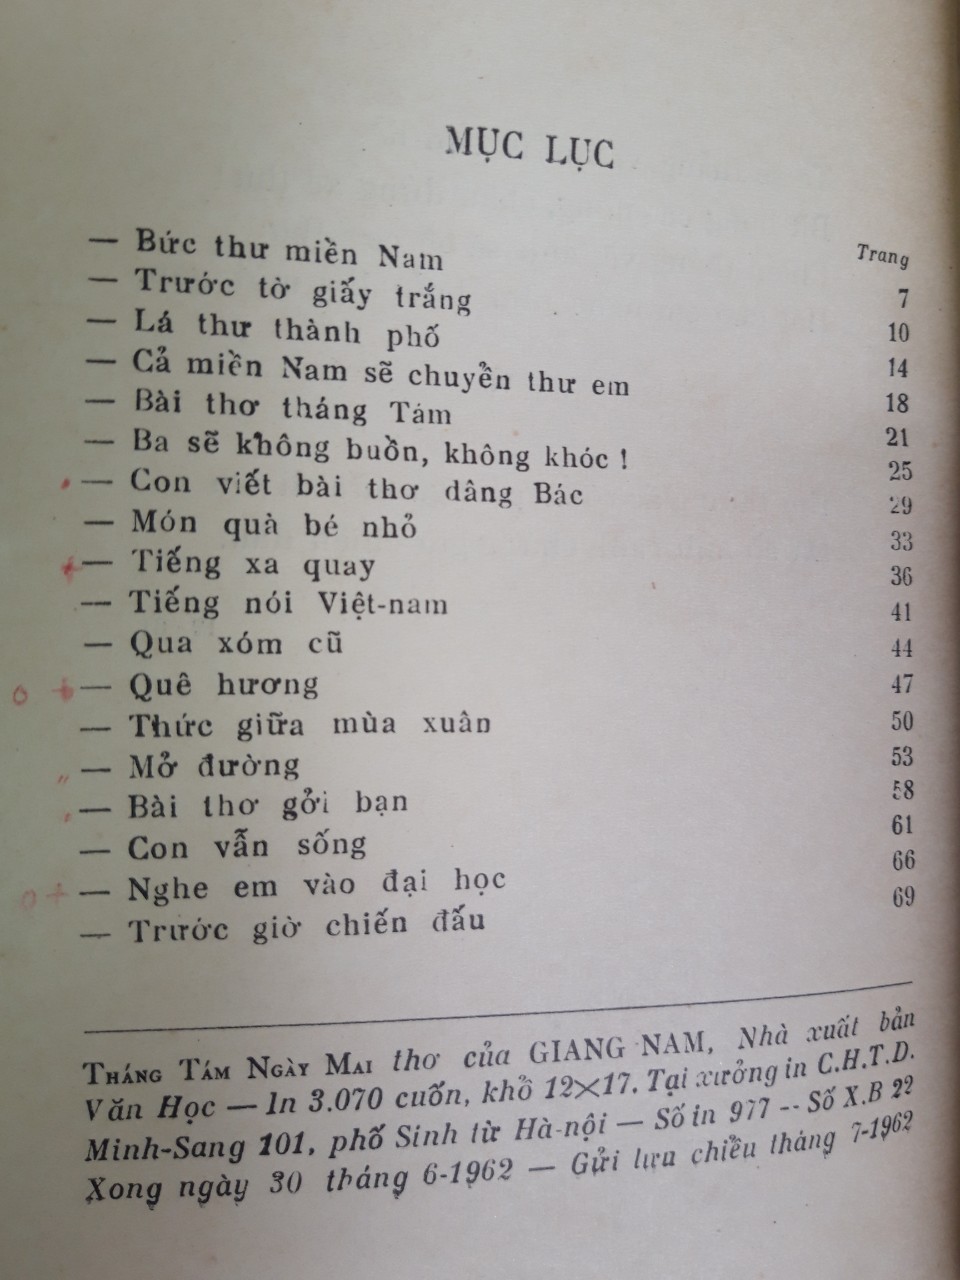 MỤC LỤC
Trang
— Bức thư miền Nam 7
— Trước tờ giấy trắng 10
— Lá thư thành phố 14
— Cả miền Nam sẽ chuyển thư em 18
— Bài thơ tháng Tám 21
— Ba sẽ không buồn, không khóc ! 25
— Con viết bài thơ dâng Bác 29
— Món quà bé nhỏ 33
— Tiếng xa quay 36
— Tiếng nói Việt-nam 41
— Qua xóm cũ 44
— Quê hương 47
— Thức giữa mùa xuân 50
— Mở đường 53
— Bài thơ gởi bạn 58
— Con vẫn sống 61
— Nghe em vào đại học 66
— Trước giờ chiến đấu 69
THÁNG TÁM NGÀY MAI thơ của GIANG NAM, Nhà xuất bản
Văn Học — In 3.070 cuốn, khổ 12×17. Tại xưởng in C.H.T.D.
Minh-Sang 101, phố Sinh từ Hà-nội — Số in 977 -- Số X.B 22
Xong ngày 30 tháng 6-1962 — Gửi lưu chiều tháng 7-1962